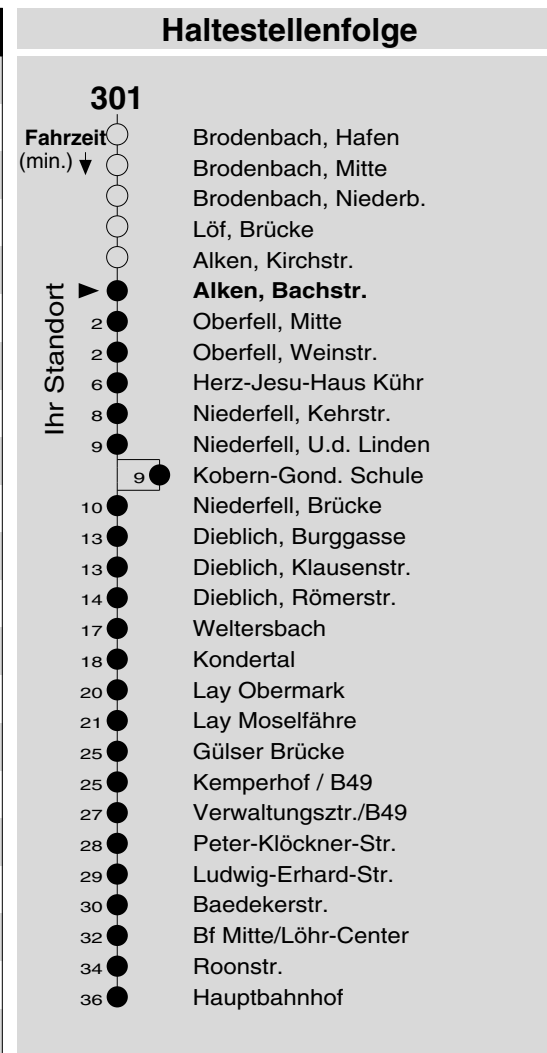 Haltestellenfolge
301
Fahrzeit
(min.)
Brodenbach, Hafen
Brodenbach, Mitte
Brodenbach, Niederb.
Löf, Brücke
Alken, Kirchstr.
Ihr Standort
Alken, Bachstr.
2 Oberfell, Mitte
2 Oberfell, Weinstr.
6 Herz-Jesu-Haus Kühr
8 Niederfell, Kehrstr.
9 Niederfell, U.d. Linden
9 Kobern-Gond. Schule
10 Niederfell, Brücke
13 Dieblich, Burggasse
13 Dieblich, Klausenstr.
14 Dieblich, Römerstr.
17 Weltersbach
18 Kondertal
20 Lay Obermark
21 Lay Moselfähre
25 Gülser Brücke
25 Kemperhof / B49
27 Verwaltungsztr./B49
28 Peter-Klöckner-Str.
29 Ludwig-Erhard-Str.
30 Baedekerstr.
32 Bf Mitte/Löhr-Center
34 Roonstr.
36 Hauptbahnhof